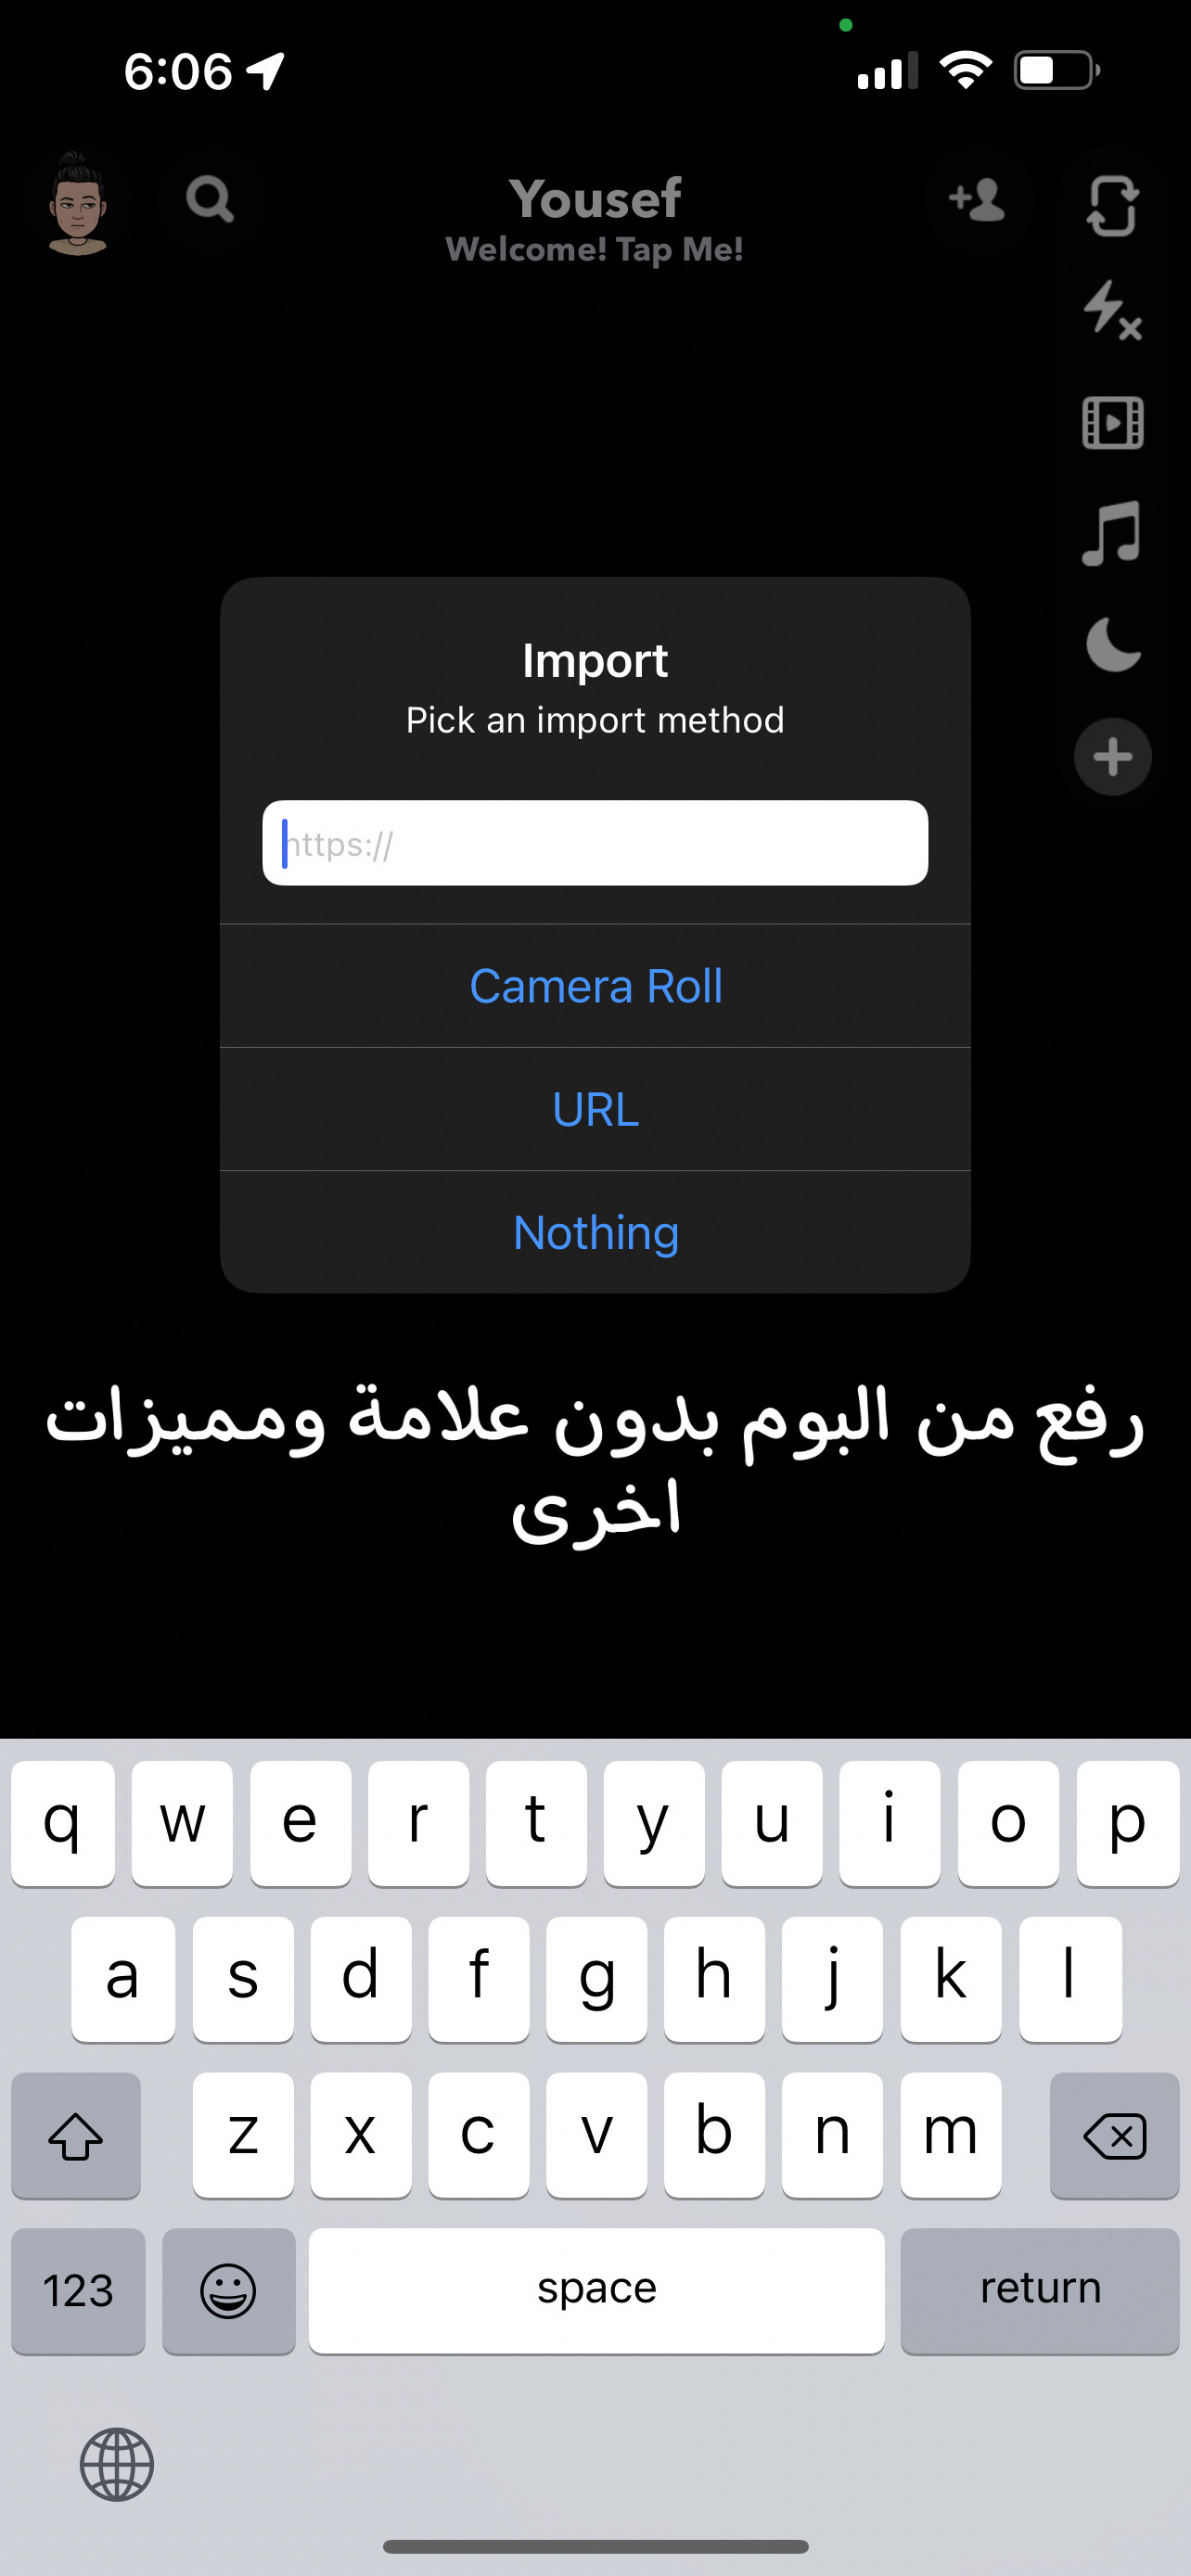 6:06
Yousef
Welcome! Tap Me!
Import
Pick an import method
https://
Camera Roll
URL
Nothing
رفع من البوم بدون علامة ومميزات
اخرى
q w e r t y u i o p
a s d f g h j k l
z x c v b n m
123 space return